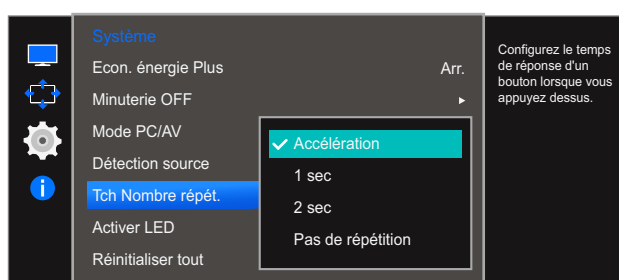 Système
Econ. énergie Plus
Arr.
Minuterie OFF
Mode PC/AV
Détection source
Tch Nombre répét.
Activer LED
Réinitialiser tout
Accélération
1 sec
2 sec
Pas de répétition
Configurez le temps
de réponse d'un
bouton lorsque vous
appuyez dessus.